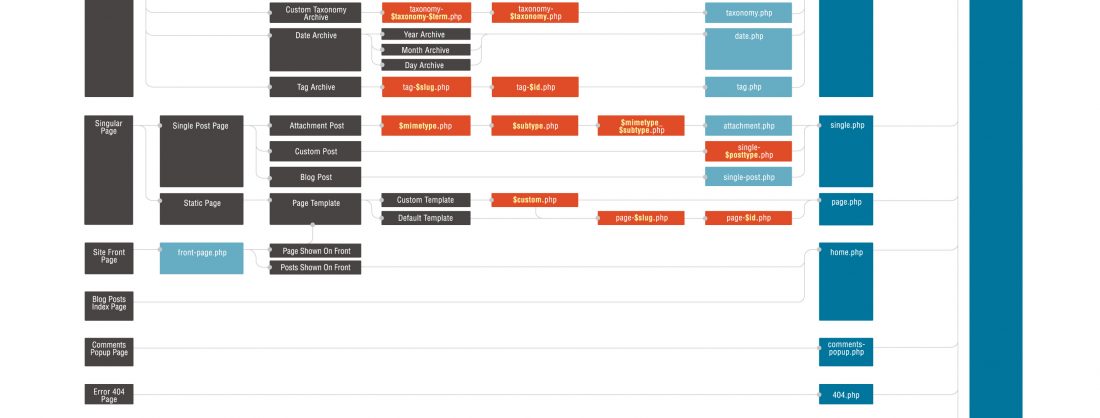 Custom Taxonomy
Archive
taxonomy-
$taxonomy-$term.php
taxonomy-
$taxonomy.php
taxonomy.php
Date Archive
Year Archive
Month Archive
Day Archive
date.php
Tag Archive
tag-$slug.php
tag-$id.php
tag.php
Singular
Page
Single Post Page
Attachment Post
$mimetype.php
$subtype.php
$mimetype_
$subtype.php
attachment.php
single.php
Custom Post
single-
$posttype.php
Blog Post
single-post.php
Static Page
Page Template
Custom Template
$custom.php
page.php
Default Template
page-$slug.php
page-$id.php
Site Front
Page
front-page.php
Page Shown On Front
Posts Shown On Front
home.php
Blog Posts
Index Page
Comments
Popup Page
comments-
popup.php
Error 404
Page
404.php